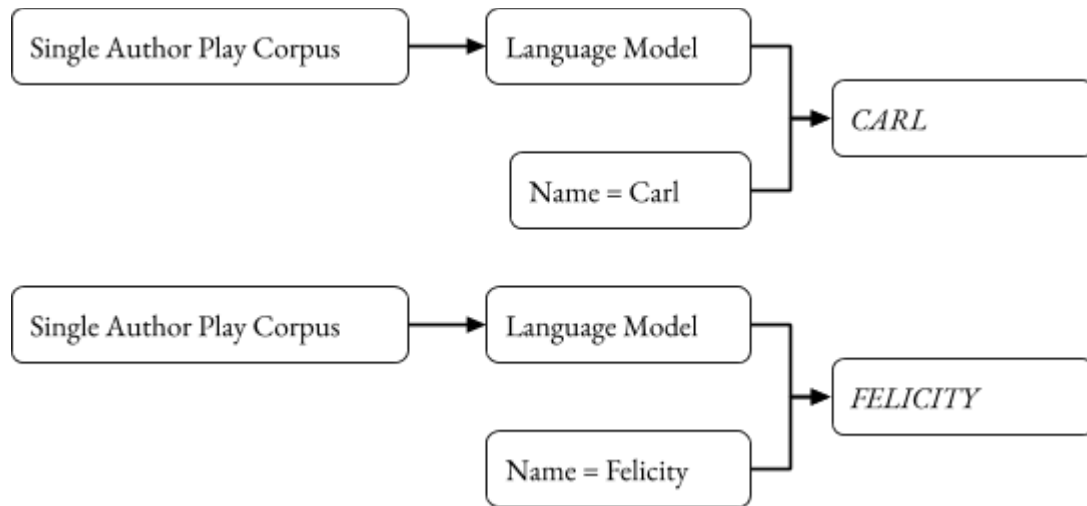 Single Author Play Corpus
Language Model
CARL
Name = Carl
Single Author Play Corpus
Language Model
FELICITY
Name = Felicity